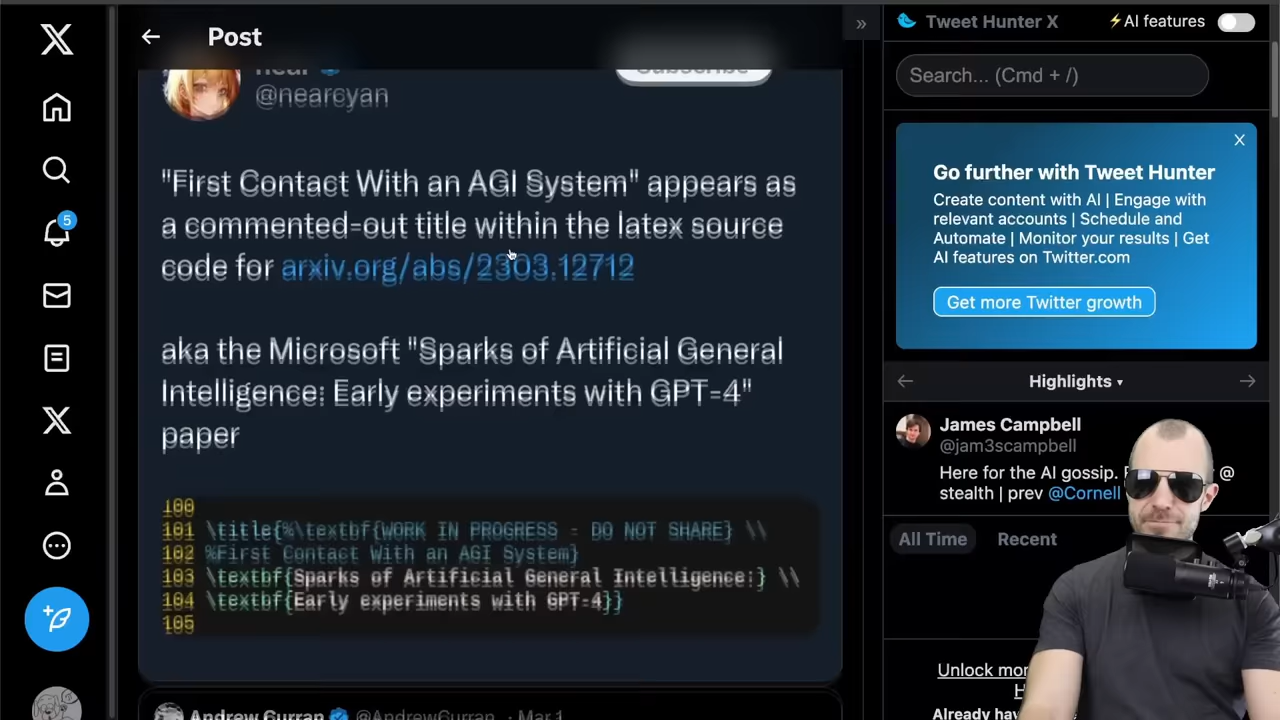 Post
»
near
@nearcyan
Subscribe
"First Contact With an AGI System" appears as
a commented-out title within the latex source
code for arxiv.org/abs/2303.12712
aka the Microsoft "Sparks of Artificial General
Intelligence: Early experiments with GPT-4"
paper
100
101 \title{%\textbf{WORK IN PROGRESS - DO NOT SHARE} \\
102 %First Contact With an AGI System}
103 \textbf{Sparks of Artificial General Intelligence:} \\
104 \textbf{Early experiments with GPT-4}}
105
Andrew Curran @AndrewCurran · Mar 1
5
Tweet Hunter X
⚡AI features
Search... (Cmd + /)
X
Go further with Tweet Hunter
Create content with AI | Engage with
relevant accounts | Schedule and
Automate | Monitor your results | Get
AI features on Twitter.com
Get more Twitter growth
Highlights
James Campbell
@jam3scampbell
Here for the AI gossip. @
stealth | prev @Cornell
All Time
Recent
Unlock
Already